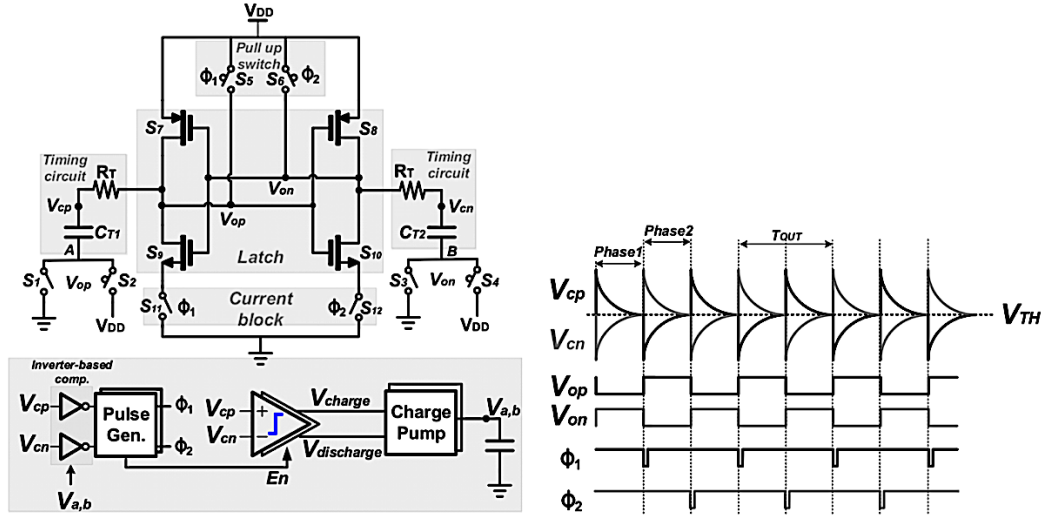 VDD
Pull up
switch
Φ1 S5 S6 Φ2
S7 S8
Timing
circuit
RT
Vcp
CT1
A
S1 Vop S2
VDD
Von
Vop
S9 S10
Latch
S11 Φ1 Current
block Φ2 S12
Timing
circuit
RT
Vcn
CT2
B
S3 Von S4
VDD
Inverter-based
comp.
Vcp
Vcn
Pulse
Gen.
Φ1
Φ2
Va,b
Vcp +
Vcn −
En
Vcharge
Vdischarge
Charge
Pump
Va,b
Phase1 Phase2 TOUT
Vcp
VTH
Vcn
Vop
Von
Φ1
Φ2